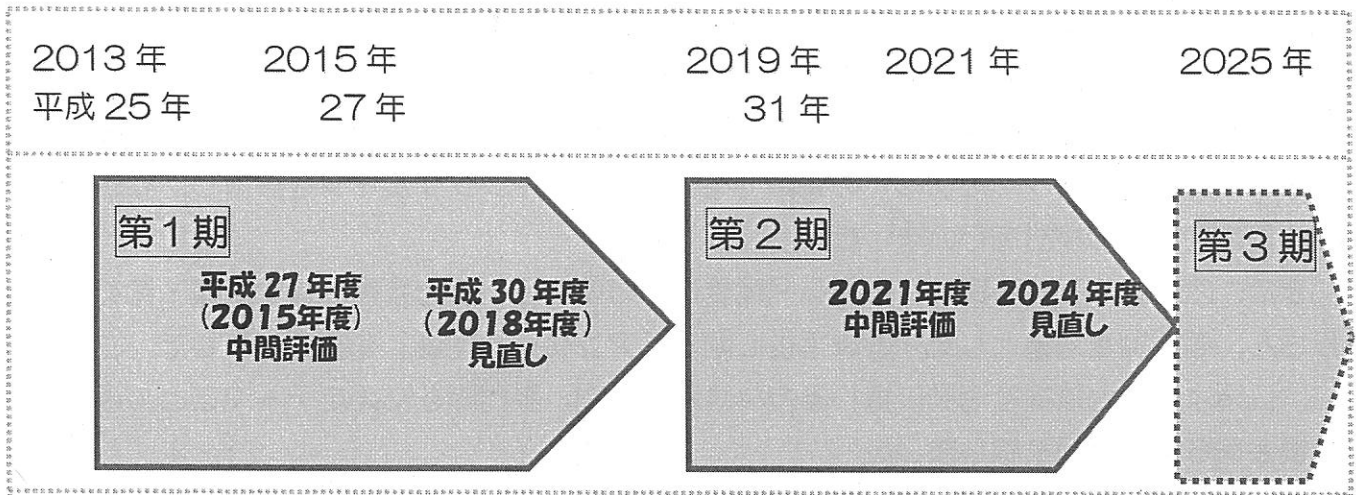 2013年 2015年 2019年 2021年 2025年
平成25年 27年 31年
第1期
平成27年度
(2015年度)
中間評価
平成30年度
(2018年度)
見直し
第2期
2021年度
中間評価
2024年度
見直し
第3期